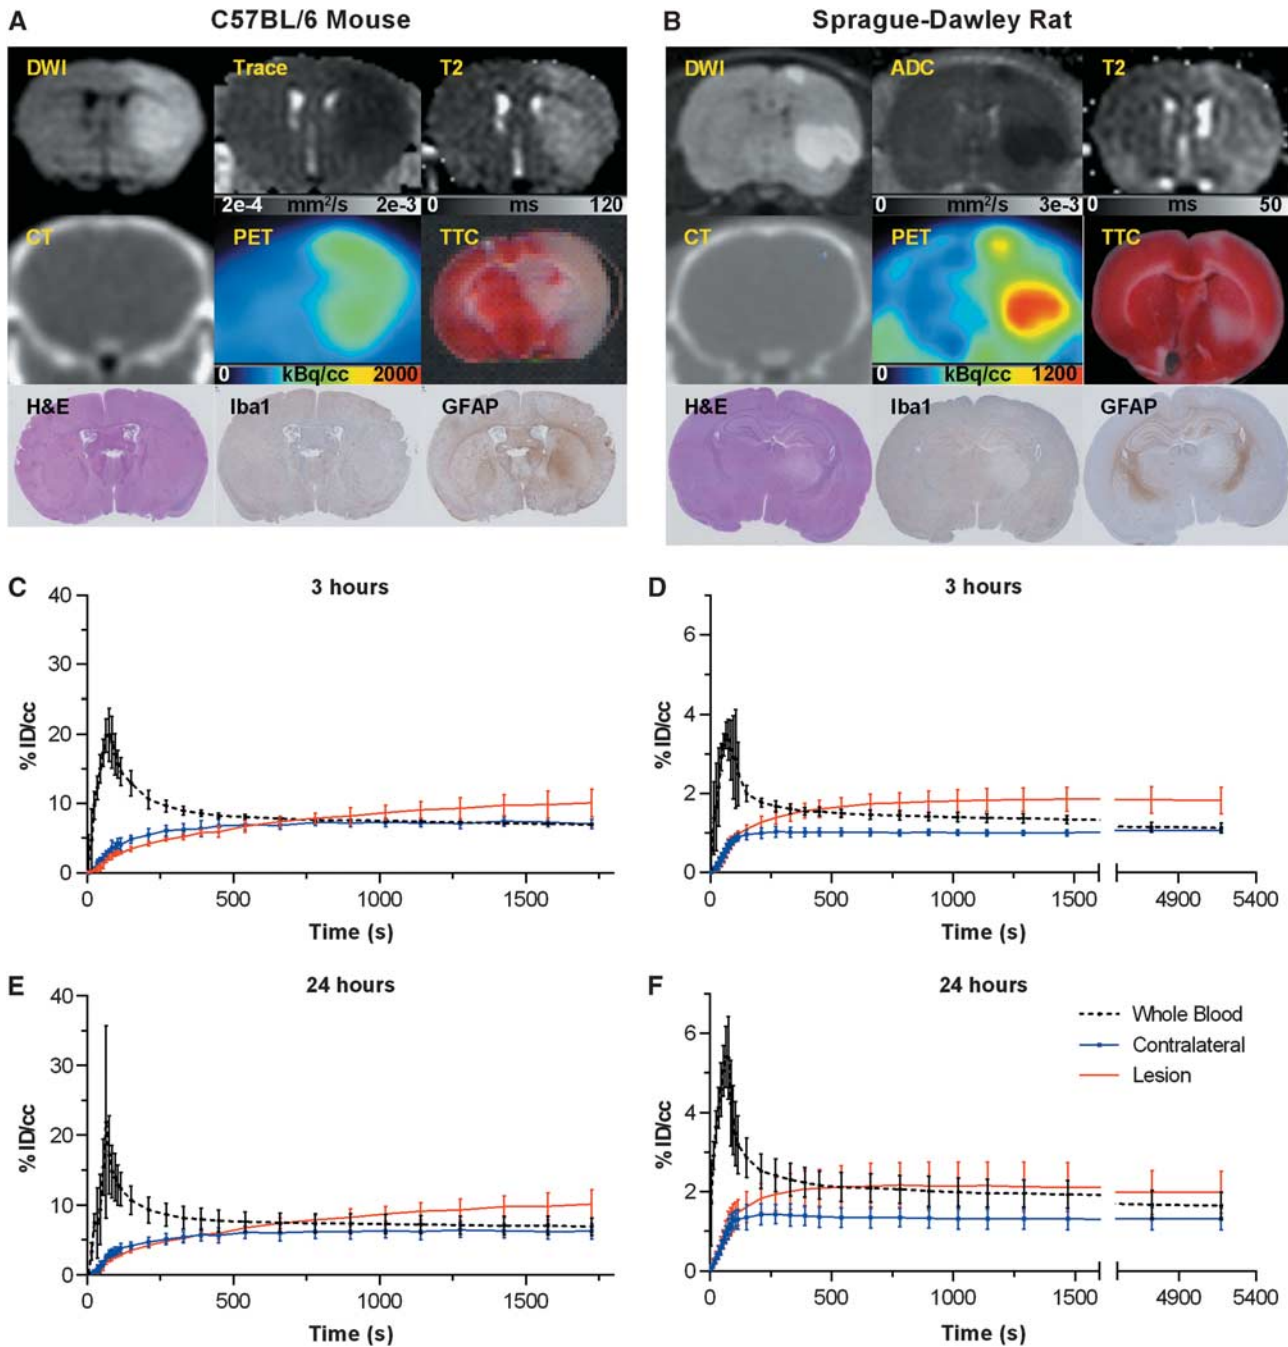 A C57BL/6 Mouse
DWI Trace T2
2e-4 mm²/s 2e-3 0 ms 120
CT PET TTC
0 kBq/cc 2000
H&E Iba1 GFAP
B Sprague-Dawley Rat
DWI ADC T2
0 mm²/s 3e-3 0 ms 50
CT PET TTC
0 kBq/cc 1200
H&E Iba1 GFAP
C 3 hours
40
30
20
10
0
% ID/cc
0 500 1000 1500
Time (s)
D 3 hours
6
4
2
0
% ID/cc
0 500 1000 1500 4900 5400
Time (s)
E 24 hours
40
30
20
10
0
% ID/cc
0 500 1000 1500
Time (s)
F 24 hours
6
4
2
0
% ID/cc
Whole Blood
Contralateral
Lesion
0 500 1000 1500 4900 5400
Time (s)